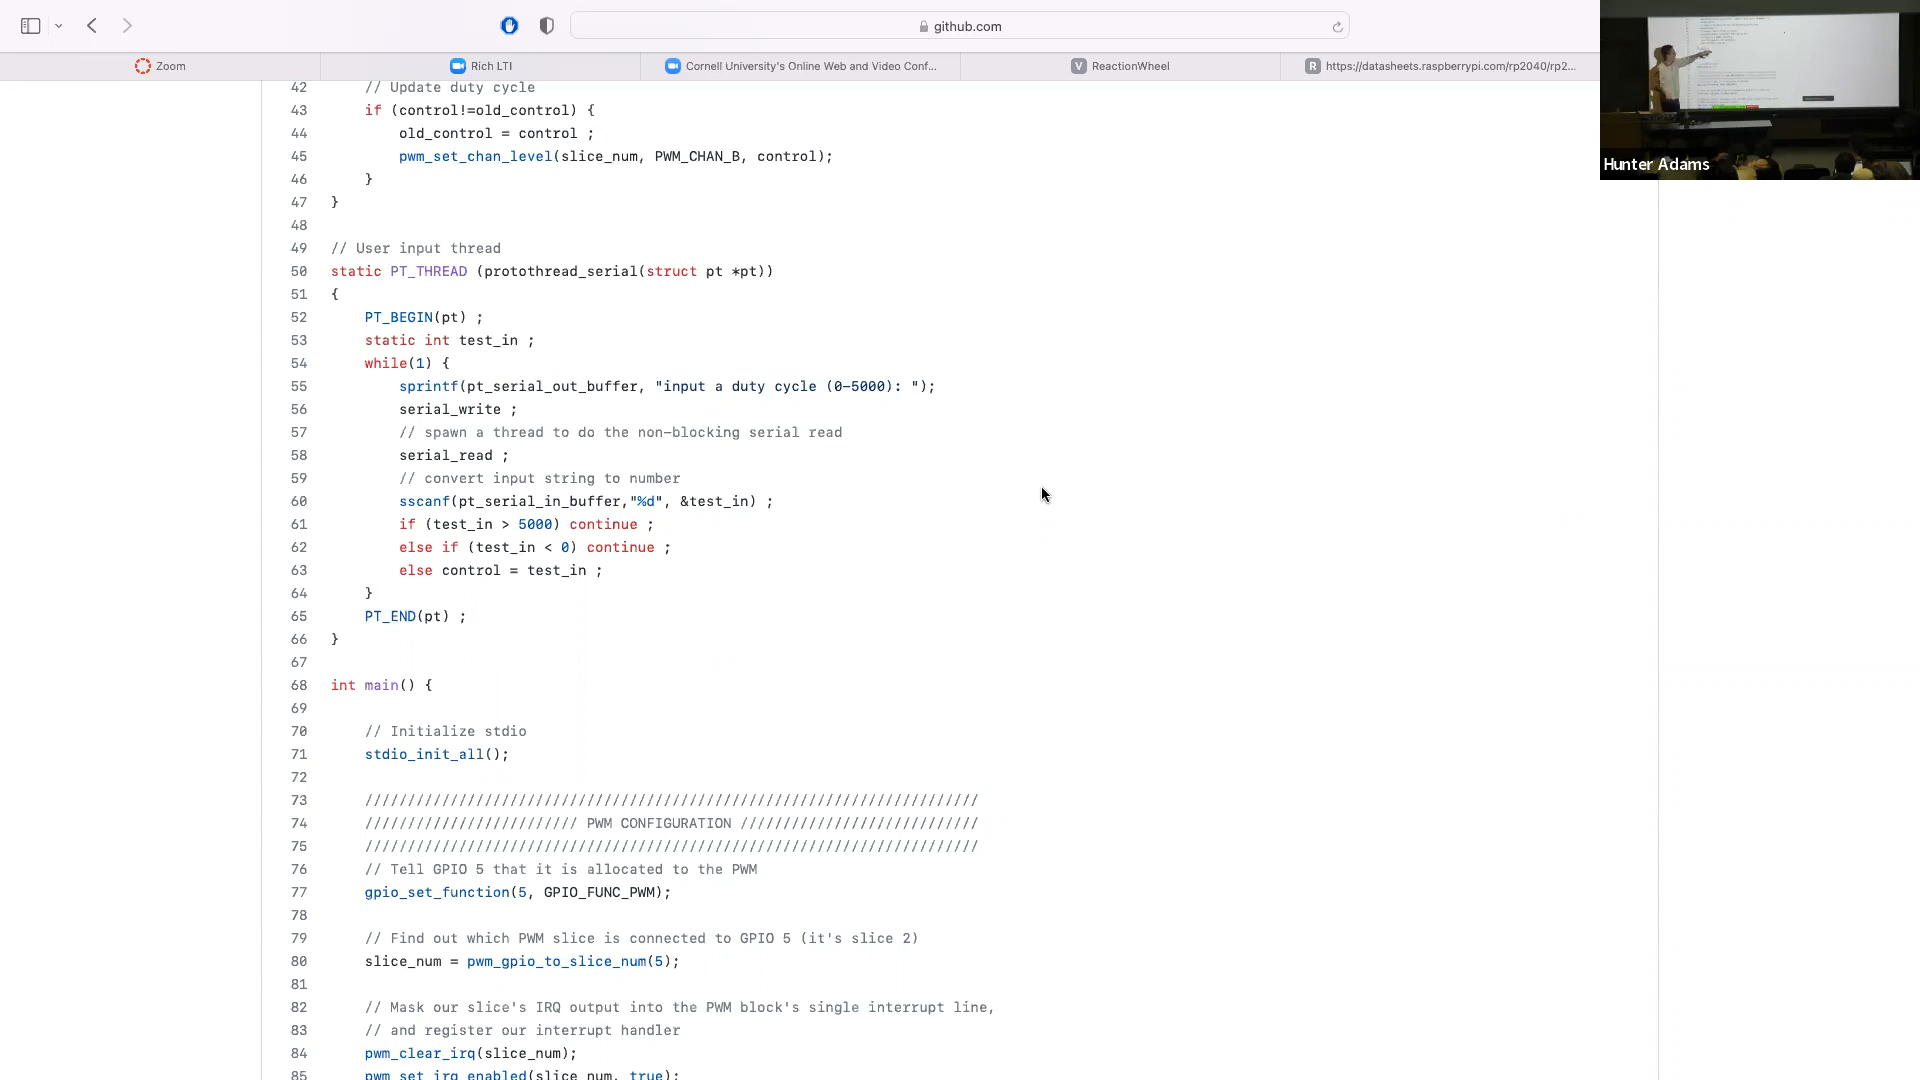 github.com
Zoom
Rich LTI
Cornell University's Online Web and Video Conf...
ReactionWheel
https://datasheets.raspberrypi.com/rp2040/rp2...
Hunter Adams
42 // Update duty cycle
43 if (control!=old_control) {
44 old_control = control ;
45 pwm_set_chan_level(slice_num, PWM_CHAN_B, control);
46 }
47 }
48
49 // User input thread
50 static PT_THREAD (protothread_serial(struct pt *pt))
51 {
52 PT_BEGIN(pt) ;
53 static int test_in ;
54 while(1) {
55 sprintf(pt_serial_out_buffer, "input a duty cycle (0-5000): ");
56 serial_write ;
57 // spawn a thread to do the non-blocking serial read
58 serial_read ;
59 // convert input string to number
60 sscanf(pt_serial_in_buffer,"%d", &test_in) ;
61 if (test_in > 5000) continue ;
62 else if (test_in < 0) continue ;
63 else control = test_in ;
64 }
65 PT_END(pt) ;
66 }
67
68 int main() {
69
70 // Initialize stdio
71 stdio_init_all();
72
73 ////////////////////////////////////////////////////////////////////////
74 ///////////////////////// PWM CONFIGURATION ////////////////////////////
75 ////////////////////////////////////////////////////////////////////////
76 // Tell GPIO 5 that it is allocated to the PWM
77 gpio_set_function(5, GPIO_FUNC_PWM);
78
79 // Find out which PWM slice is connected to GPIO 5 (it's slice 2)
80 slice_num = pwm_gpio_to_slice_num(5);
81
82 // Mask our slice's IRQ output into the PWM block's single interrupt line,
83 // and register our interrupt handler
84 pwm_clear_irq(slice_num);
85 pwm_set_irq_enabled(slice_num, true);